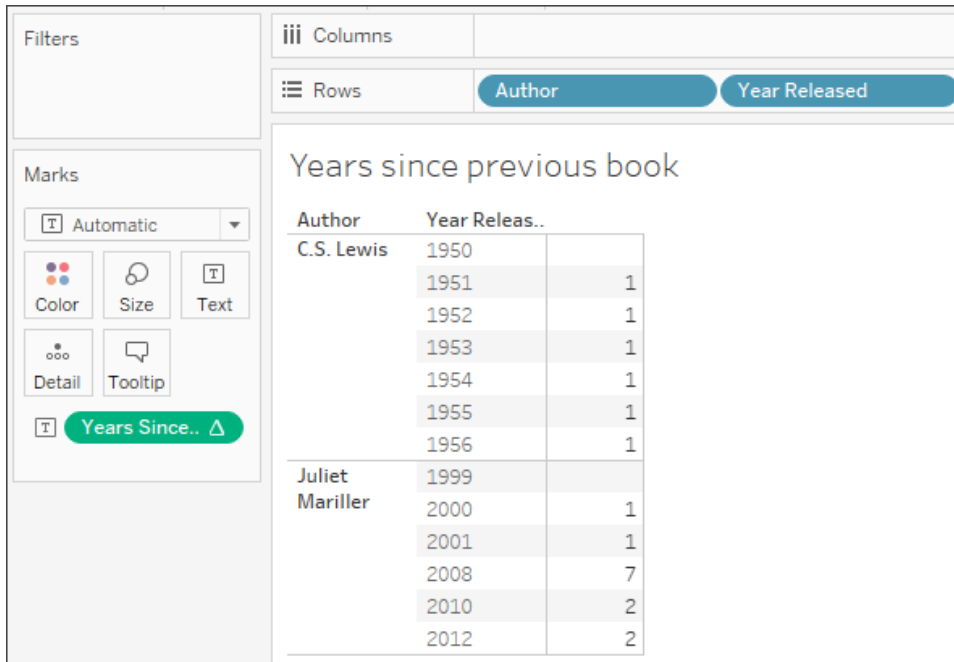 Filters
Columns
Rows Author Year Released
Marks
Automatic
Color Size Text
Detail Tooltip
T Years Since.. Δ
Years since previous book
Author Year Releas..
C.S. Lewis 1950
1951 1
1952 1
1953 1
1954 1
1955 1
1956 1
Juliet 1999
Mariller 2000 1
2001 1
2008 7
2010 2
2012 2